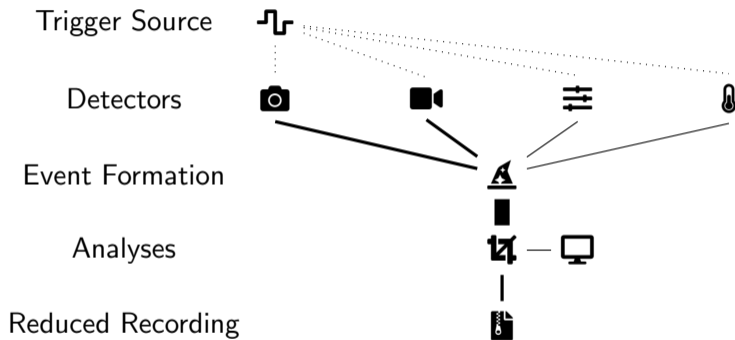 Trigger Source
Detectors
Event Formation
Analyses
Reduced Recording